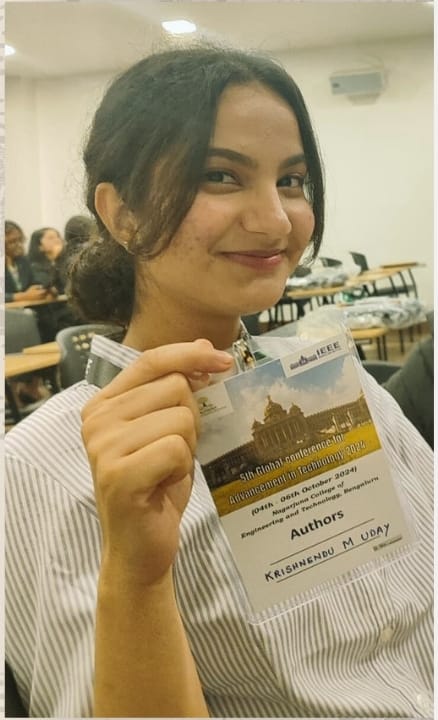 IEEE
5th Global conference for
Advancement in Technology 2024
(04th - 06th October 2024)
Nagarjuna College of
Engineering and Technology, Bengaluru
Authors
KRISHNENDU M UDAY